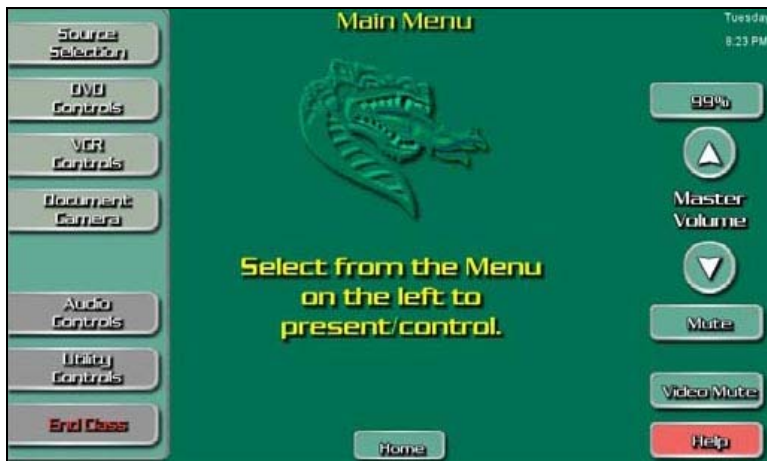 Main Menu
Tuesday
8:23 PM
Source
Selection
DVD
Controls
VCR
Controls
Document
Camera
Audio
Controls
Utility
Controls
End Class
Select from the Menu
on the left to
present/control.
Home
99%
Master
Volume
Mute
Video Mute
Help